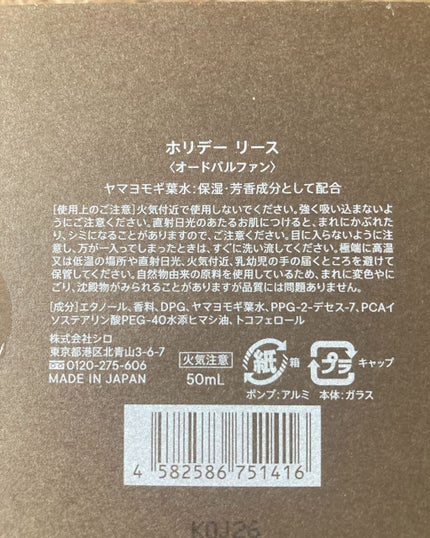 ホリデー リース
〈オードパルファン〉
ヤマヨモギ葉水:保湿・芳香成分として配合
[使用上のご注意]火気付近で使用しないでください。強く吸い込まないよ
うにご注意ください。直射日光のあたるお肌につけると、まれにかぶれた
り、シミになることがありますので、ご注意ください。目に入らないように注
意し、万が一入ってしまったときは、すぐに洗い流してください。極端に高温
又は低温の場所や直射日光、火気付近、乳幼児の手の届くところを避けて
保管してください。自然物由来の原料を使用しているため、まれに変色やに
ごり、沈殿物がみられることがありますが品質には問題ありません。
[成分]エタノール、香料、DPG、ヤマヨモギ葉水、PPG-2-デセス-7、PCAイ
ソステアリン酸PEG-40水添ヒマシ油、トコフェロール
株式会社シロ
東京都港区北青山3-6-7
0120-275-606
MADE IN JAPAN
火気注意
50mL
紙 箱
プラ キャップ
ポンプ:アルミ 本体:ガラス
4 582586 751416
K0J26